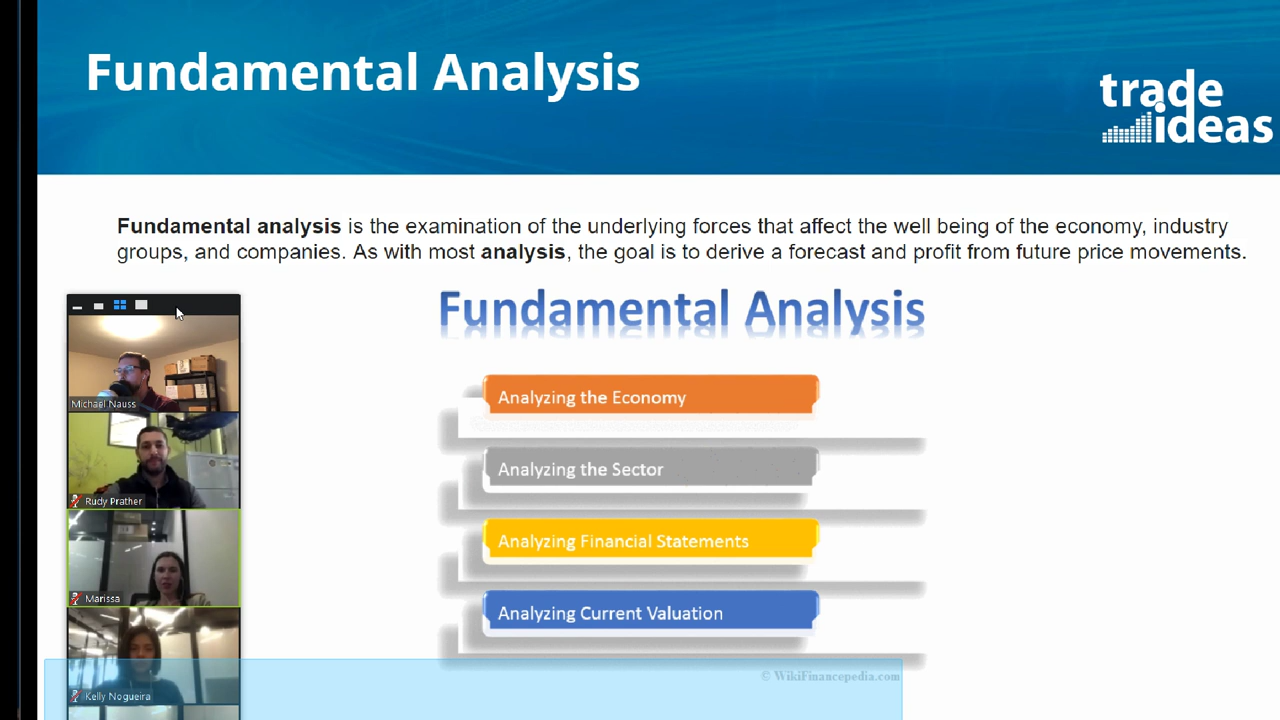 Fundamental Analysis
trade
ideas
Fundamental analysis is the examination of the underlying forces that affect the well being of the economy, industry
groups, and companies. As with most analysis, the goal is to derive a forecast and profit from future price movements.
Fundamental Analysis
Analyzing the Economy
Analyzing the Sector
Analyzing Financial Statements
Analyzing Current Valuation
© WikiFinancepedia.com
Michael Nauss
Rudy Prather
Marissa
Kelly Nogueira